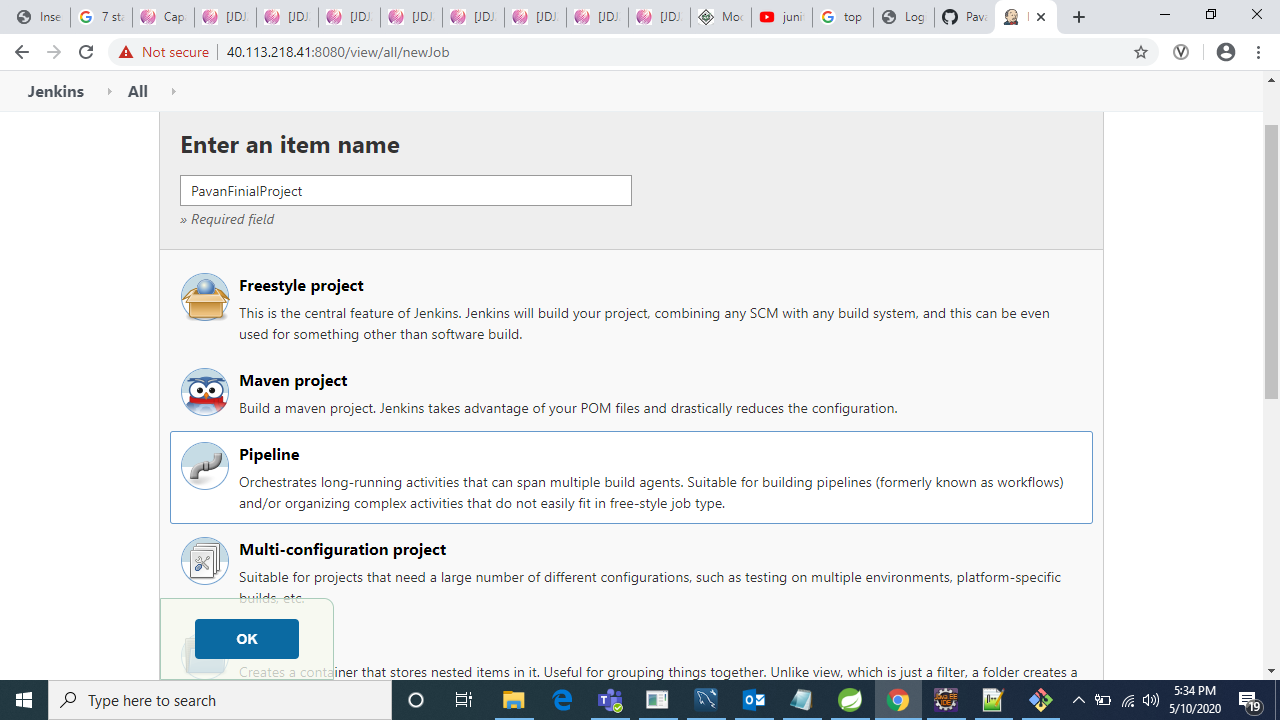 Inse
7 sta
Cap
[JDJ
[JDJ
[JDJ
[JDJ
[JDJ
[JDJ
[JDJ
[JDJ
Moc
juni
top
Log
Pava
Not secure
40.113.218.41:8080/view/all/newJob
Jenkins
All
Enter an item name
PavanFinialProject
» Required field
Freestyle project
This is the central feature of Jenkins. Jenkins will build your project, combining any SCM with any build system, and this can be even
used for something other than software build.
Maven project
Build a maven project. Jenkins takes advantage of your POM files and drastically reduces the configuration.
Pipeline
Orchestrates long-running activities that can span multiple build agents. Suitable for building pipelines (formerly known as workflows)
and/or organizing complex activities that do not easily fit in free-style job type.
Multi-configuration project
Suitable for projects that need a large number of different configurations, such as testing on multiple environments, platform-specific
builds, etc.
OK
Creates a container that stores nested items in it. Useful for grouping things together. Unlike view, which is just a filter, a folder creates a
Type here to search
5:34 PM
5/10/2020
19